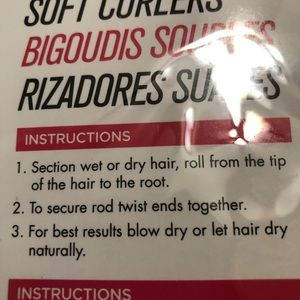 SOFT CURLERS
BIGOUDIS SOUPLES
RIZADORES SUAVES
INSTRUCTIONS
1. Section wet or dry hair, roll from the tip
of the hair to the root.
2. To secure rod twist ends together.
3. For best results blow dry or let hair dry
naturally.
INSTRUCTIONS